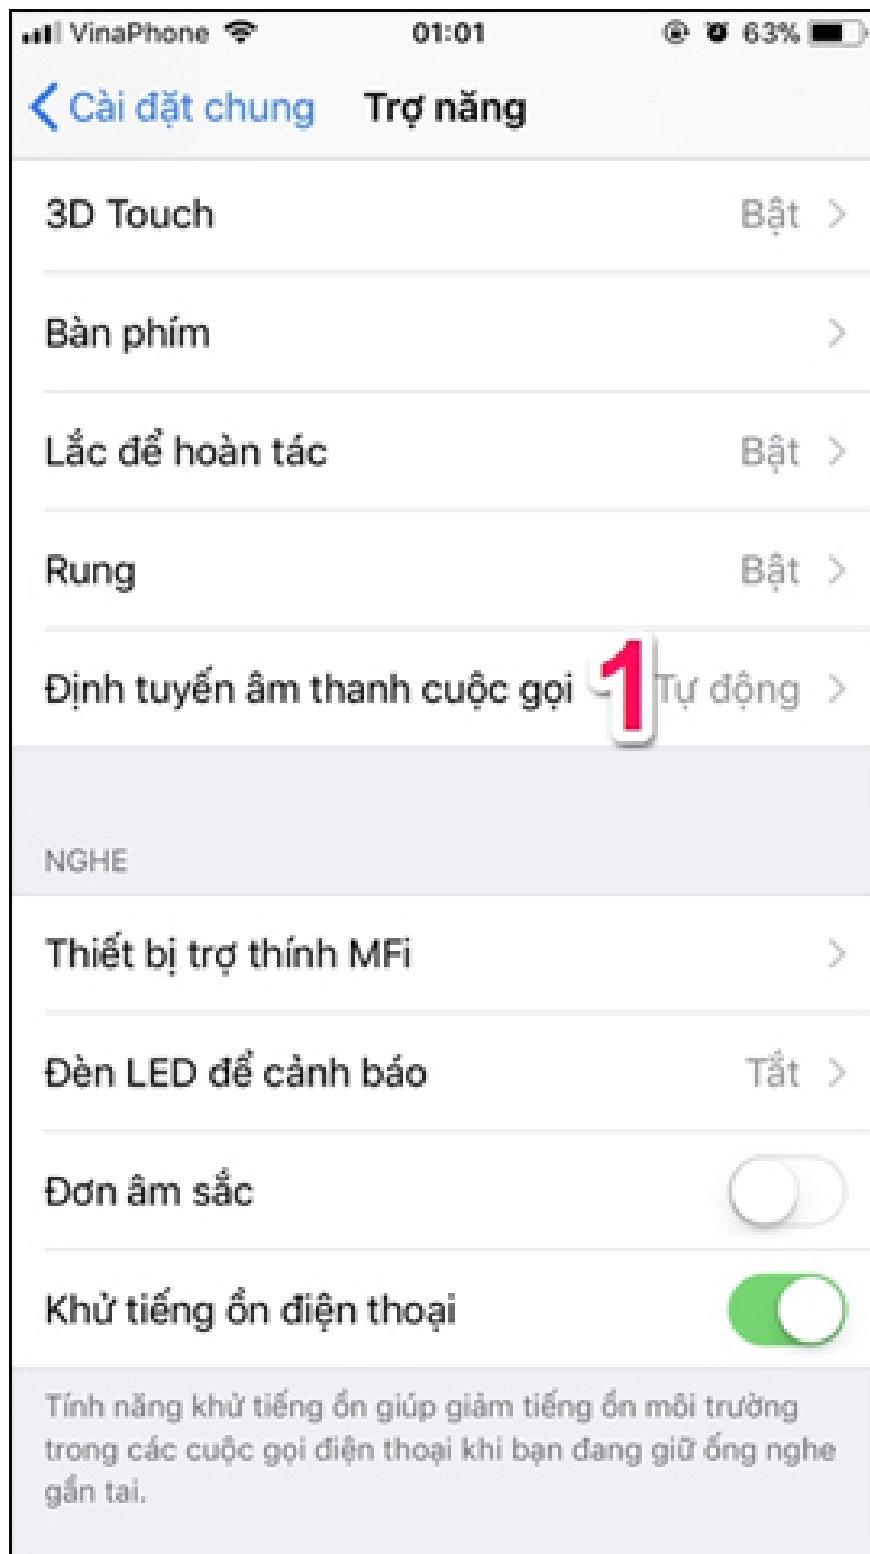 VinaPhone 01:01 63%
Cài đặt chung Trợ năng
3D Touch Bật
Bàn phím
Lắc để hoàn tác Bật
Rung Bật
Định tuyến âm thanh cuộc gọi 1 Tự động
NGHE
Thiết bị trợ thính MFi
Đèn LED để cảnh báo Tắt
Đơn âm sắc
Khử tiếng ồn điện thoại
Tính năng khử tiếng ồn giúp giảm tiếng ồn môi trường
trong các cuộc gọi điện thoại khi bạn đang giữ ống nghe
gần tai.